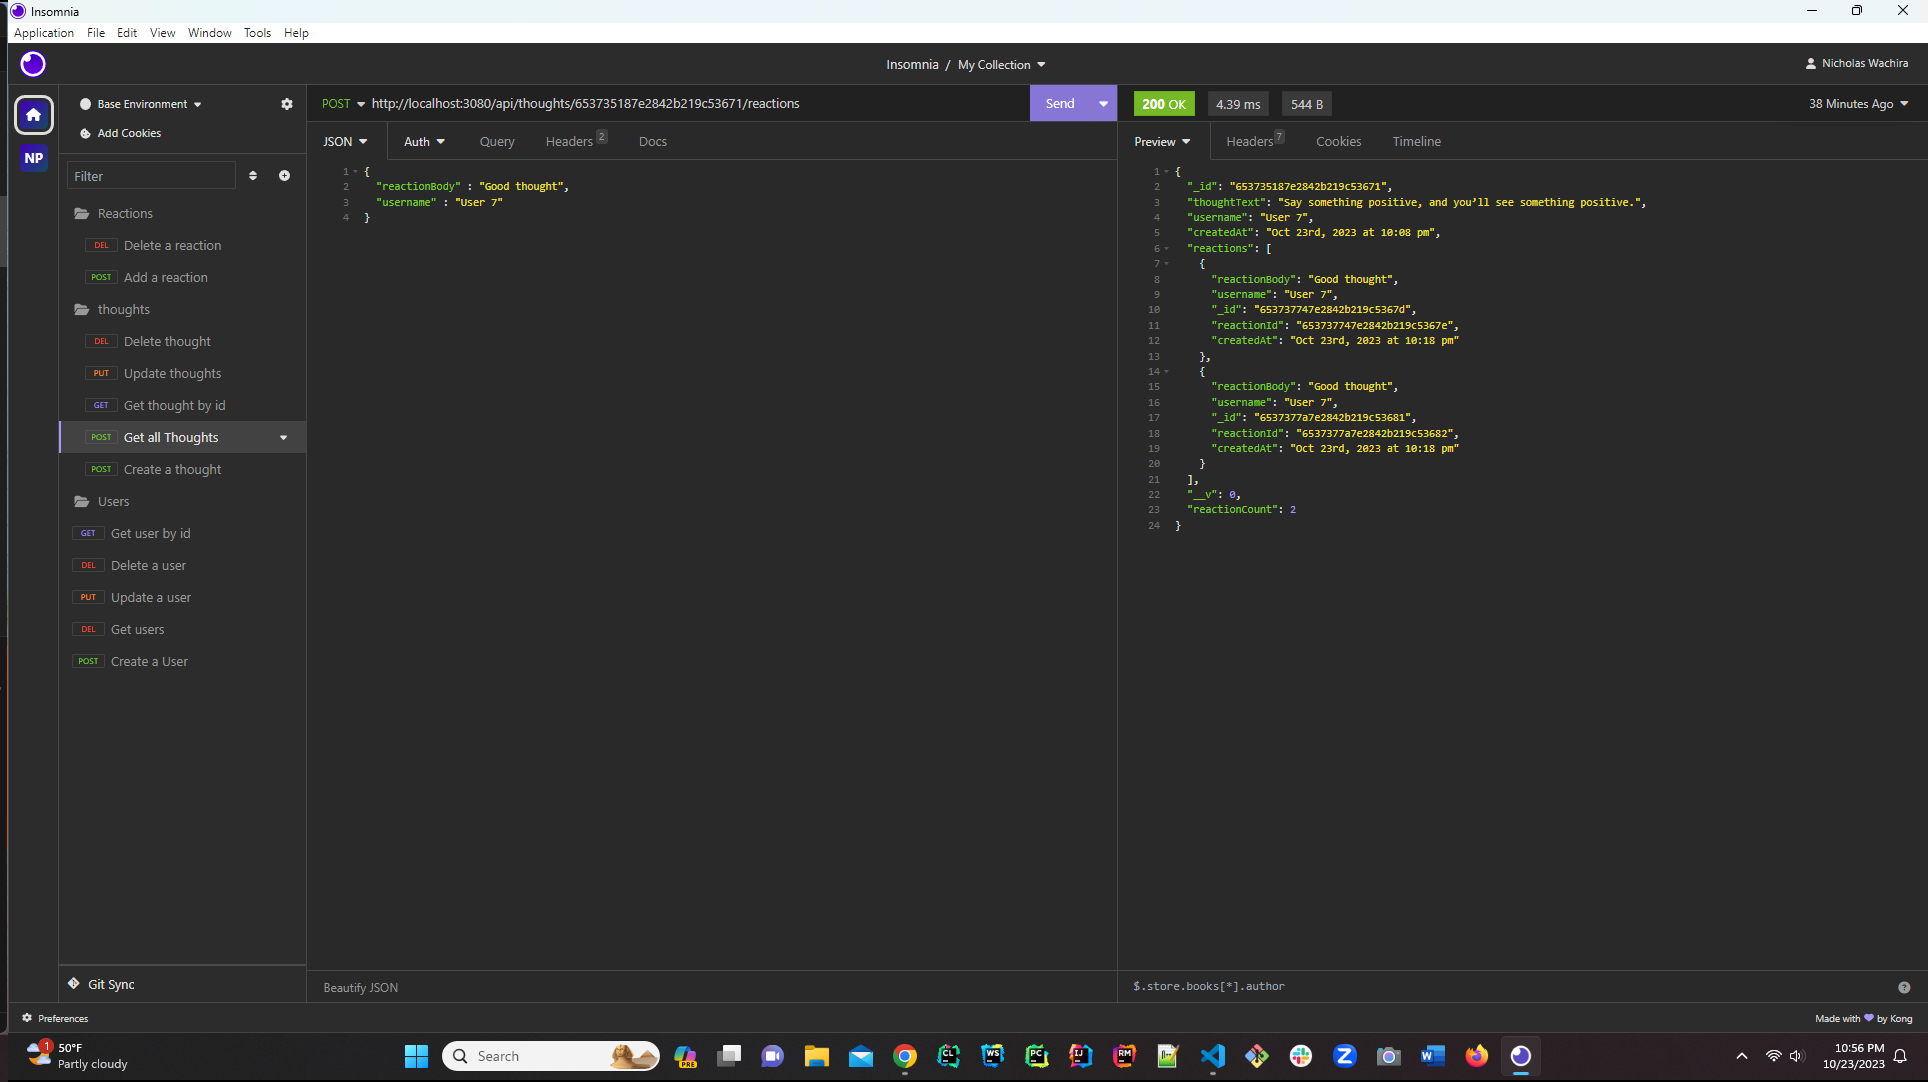 Insomnia
Application File Edit View Window Tools Help
Insomnia / My Collection
Nicholas Wachira
NP
Base Environment
Add Cookies
Filter
Reactions
DEL Delete a reaction
POST Add a reaction
thoughts
DEL Delete thought
PUT Update thoughts
GET Get thought by id
POST Get all Thoughts
POST Create a thought
Users
GET Get user by id
DEL Delete a user
PUT Update a user
DEL Get users
POST Create a User
Git Sync
POST http://localhost:3080/api/thoughts/653735187e2842b219c53671/reactions
Send
JSON Auth Query Headers 2 Docs
1 {
2 "reactionBody" : "Good thought",
3 "username" : "User 7"
4 }
Beautify JSON
200 OK 4.39 ms 544 B
38 Minutes Ago
Preview Headers 7 Cookies Timeline
1 {
2 "_id": "653735187e2842b219c53671",
3 "thoughtText": "Say something positive, and you’ll see something positive.",
4 "username": "User 7",
5 "createdAt": "Oct 23rd, 2023 at 10:08 pm",
6 "reactions": [
7 {
8 "reactionBody": "Good thought",
9 "username": "User 7",
10 "_id": "653737747e2842b219c5367d",
11 "reactionId": "653737747e2842b219c5367e",
12 "createdAt": "Oct 23rd, 2023 at 10:18 pm"
13 },
14 {
15 "reactionBody": "Good thought",
16 "username": "User 7",
17 "_id": "6537377a7e2842b219c53681",
18 "reactionId": "6537377a7e2842b219c53682",
19 "createdAt": "Oct 23rd, 2023 at 10:18 pm"
20 }
21 ],
22 "__v": 0,
23 "reactionCount": 2
24 }
$.store.books[*].author
Preferences
Made with by Kong
1
50°F
Partly cloudy
Search
PRE
CL
WS
PC
IJ
RM
W
10:56 PM
10/23/2023